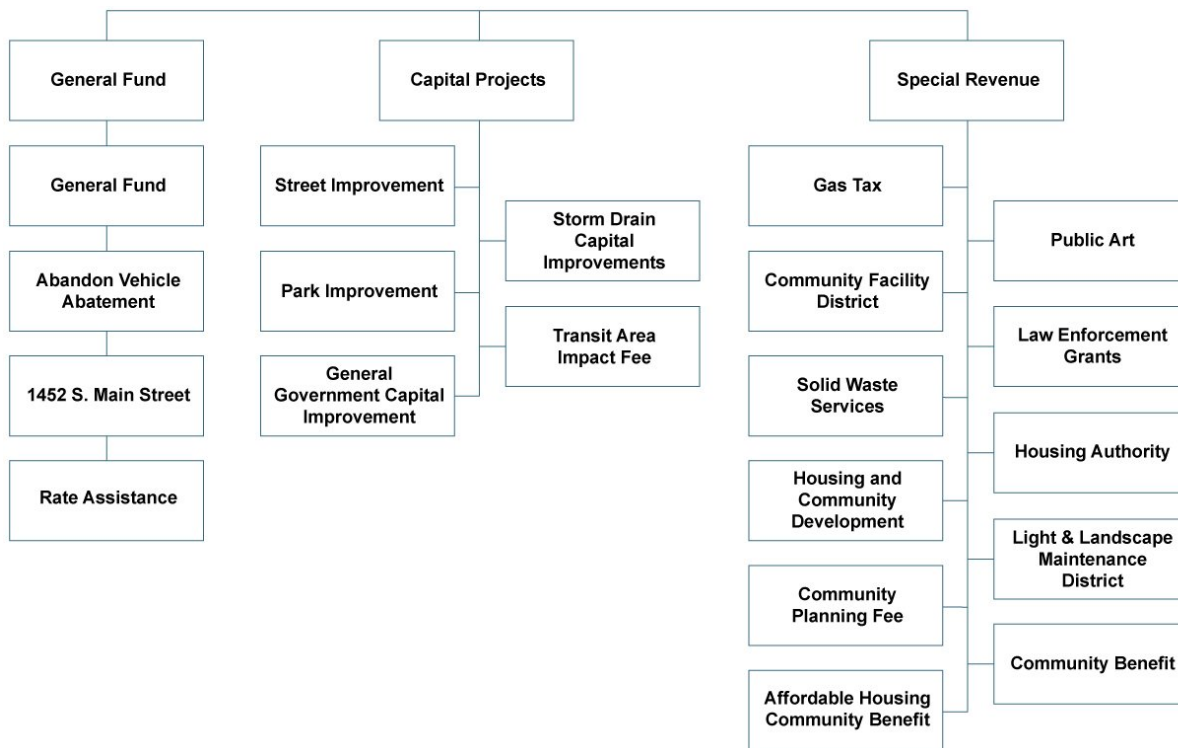 General Fund
Capital Projects
Special Revenue
General Fund
Abandon Vehicle
Abatement
1452 S. Main Street
Rate Assistance
Street Improvement
Storm Drain
Capital
Improvements
Park Improvement
Transit Area
Impact Fee
General
Government Capital
Improvement
Gas Tax
Public Art
Community Facility
District
Law Enforcement
Grants
Solid Waste
Services
Housing Authority
Housing and
Community
Development
Light & Landscape
Maintenance
District
Community
Planning Fee
Community Benefit
Affordable Housing
Community Benefit